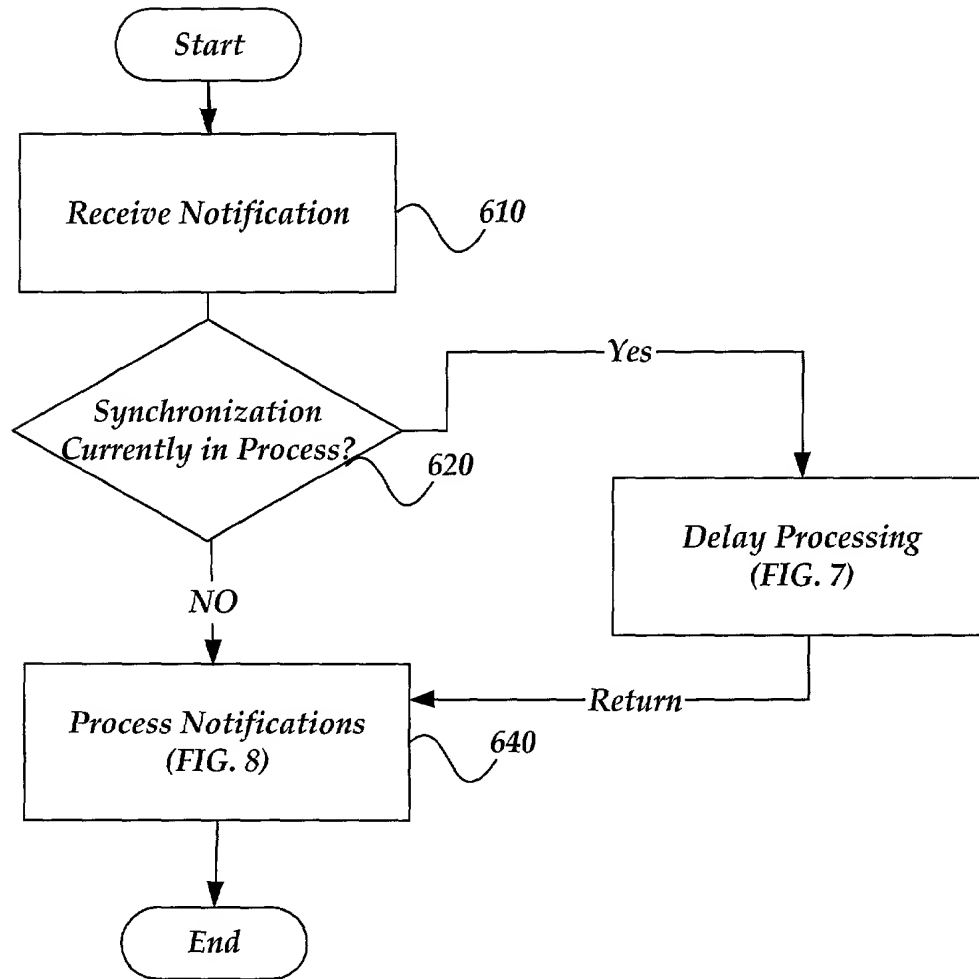 Start
Receive Notification
610
Yes
Synchronization
Currently in Process?
620
Delay Processing
(FIG. 7)
NO
Return
Process Notifications
(FIG. 8)
640
End